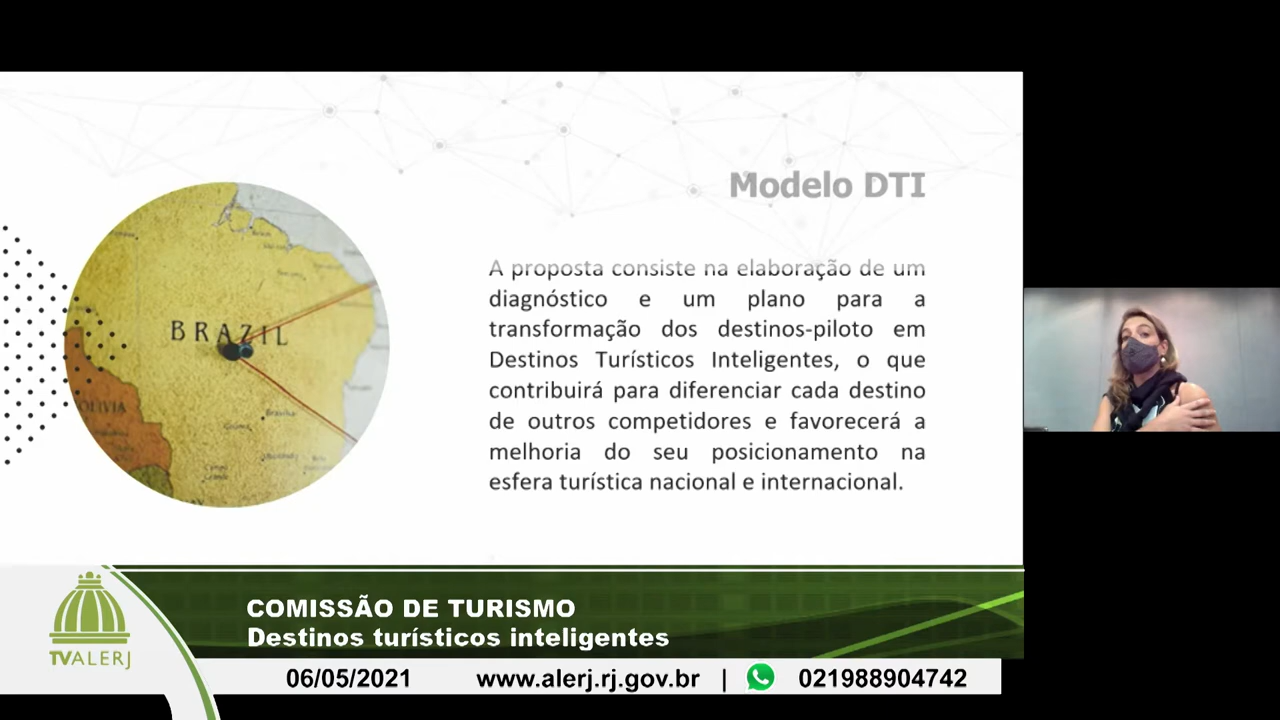 Modelo DTI
A proposta consiste na elaboração de um
diagnóstico e um plano para a
transformação dos destinos-piloto em
Destinos Turísticos Inteligentes, o que
contribuirá para diferenciar cada destino
de outros competidores e favorecerá a
melhoria do seu posicionamento na
esfera turística nacional e internacional.
BRAZIL
OLIVIA
Brasilia
COMISSÃO DE TURISMO
Destinos turísticos inteligentes
TVALERJ
06/05/2021 www.alerj.rj.gov.br | 021988904742